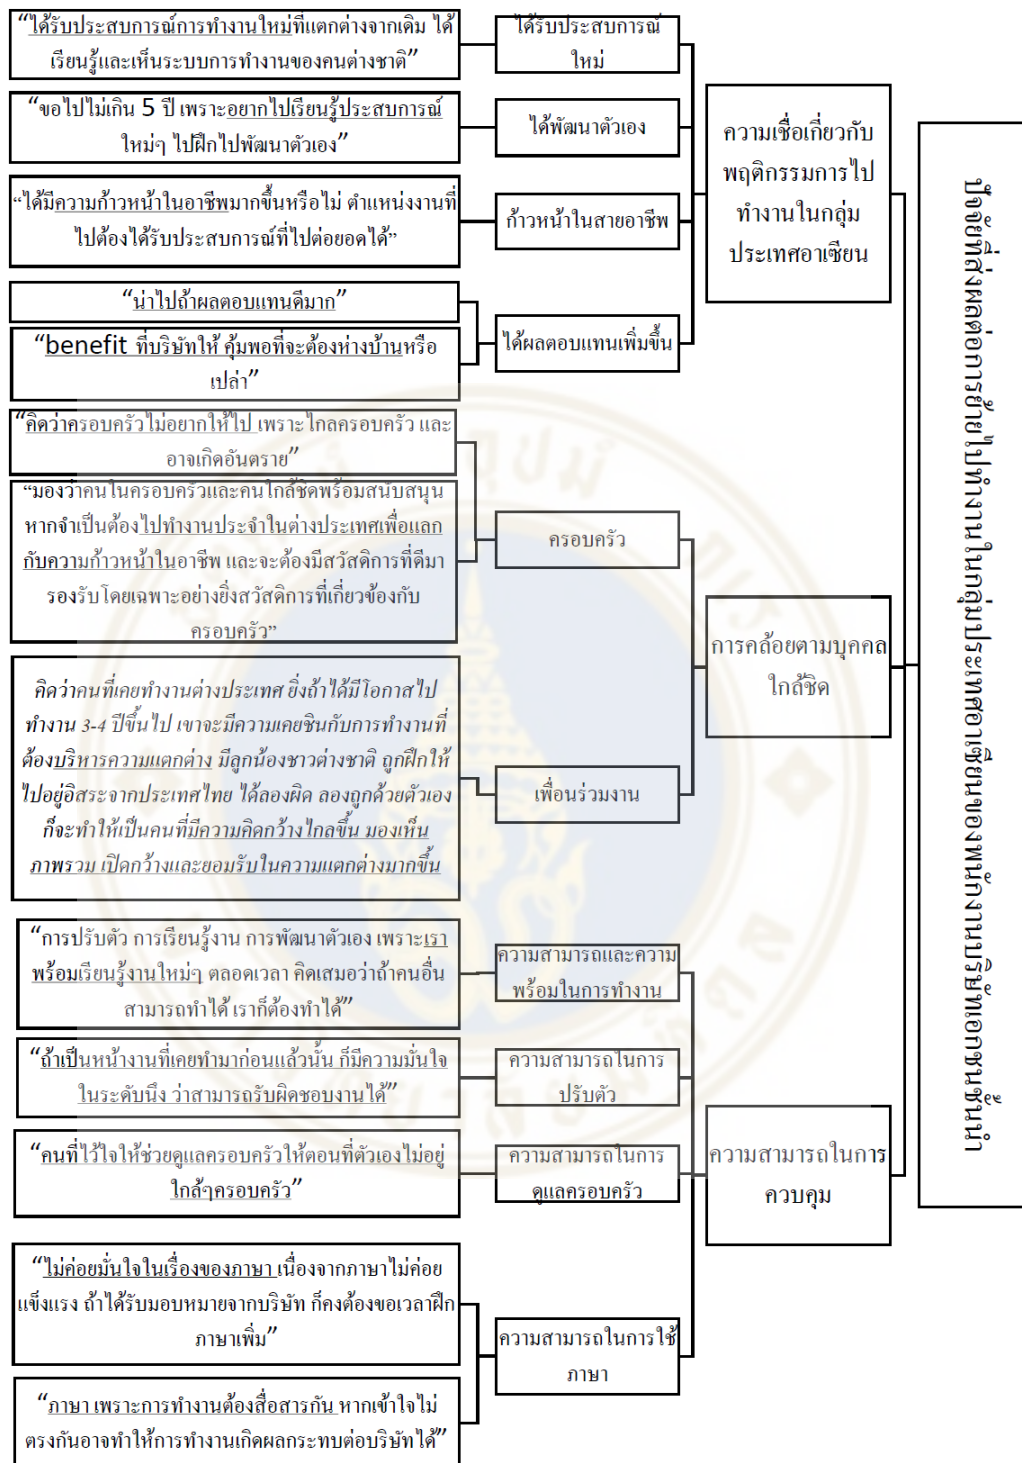 “ได้รับประสบการณ์การทำงานใหม่ที่แตกต่างจากเดิม ได้
เรียนรู้และเห็นระบบการทำงานของคนต่างชาติ”
ได้รับประสบการณ์
ใหม่
“ขอไปไม่เกิน 5 ปี เพราะอยากไปเรียนรู้ประสบการณ์
ใหม่ๆ ไปฝึกไปพัฒนาตัวเอง”
ได้พัฒนาตัวเอง
“ได้มีความก้าวหน้าในอาชีพมากขึ้นหรือไม่ ตำแหน่งงานที่
ไปต้องได้รับประสบการณ์ที่ไปต่อยอดได้”
ก้าวหน้าในสายอาชีพ
“น่าไปถ้าผลตอบแทนดีมาก”
“benefit ที่บริษัทให้ คุ้มพอที่จะต้องห่างบ้านหรือ
เปล่า”
ได้ผลตอบแทนเพิ่มขึ้น
ความเชื่อเกี่ยวกับ
พฤติกรรมการไป
ทำงานในกลุ่ม
ประเทศอาเซียน
“คิดว่าครอบครัวไม่อยากให้ไป เพราะไกลครอบครัว และ
อาจเกิดอันตราย”
“มองว่าคนในครอบครัวและคนใกล้ชิดพร้อมสนับสนุน
หากจำเป็นต้องไปทำงานประจำในต่างประเทศเพื่อแลก
กับความก้าวหน้าในอาชีพ และจะต้องมีสวัสดิการที่ดีมา
รองรับโดยเฉพาะอย่างยิ่งสวัสดิการที่เกี่ยวข้องกับ
ครอบครัว”
ครอบครัว
คิดว่าคนที่เคยทำงานต่างประเทศ ยิ่งถ้าได้มีโอกาสไป
ทำงาน 3-4 ปีขึ้นไป เขาจะมีความเคยชินกับการทำงานที่
ต้องบริหารความแตกต่าง มีลูกน้องชาวต่างชาติ ถูกฝึกให้
ไปอยู่อิสระจากประเทศไทย ได้ลองผิด ลองถูกด้วยตัวเอง
ก็จะทำให้เป็นคนที่มีความคิดกว้างไกลขึ้น มองเห็น
ภาพรวม เปิดกว้างและยอมรับในความแตกต่างมากขึ้น
เพื่อนร่วมงาน
การคล้อยตามบุคคล
ใกล้ชิด
“การปรับตัว การเรียนรู้งาน การพัฒนาตัวเอง เพราะเรา
พร้อมเรียนรู้งานใหม่ๆ ตลอดเวลา คิดเสมอว่าถ้าคนอื่น
สามารถทำได้ เราก็ต้องทำได้”
ความสามารถและความ
พร้อมในการทำงาน
“ถ้าเป็นหน้างานที่เคยทำมาก่อนแล้วนั้น ก็มีความมั่นใจ
ในระดับนึง ว่าสามารถรับผิดชอบงานได้”
ความสามารถในการ
ปรับตัว
“คนที่ไว้ใจให้ช่วยดูแลครอบครัวให้ตอนที่ตัวเองไม่อยู่
ใกล้ๆครอบครัว”
ความสามารถในการ
ดูแลครอบครัว
“ไม่ค่อยมั่นใจในเรื่องของภาษา เนื่องจากภาษาไม่ค่อย
แข็งแรง ถ้าได้รับมอบหมายจากบริษัท ก็คงต้องขอเวลาฝึก
ภาษาเพิ่ม”
“ภาษา เพราะการทำงานต้องสื่อสารกัน หากเข้าใจไม่
ตรงกันอาจทำให้การทำงานเกิดผลกระทบต่อบริษัทได้”
ความสามารถในการใช้
ภาษา
ความสามารถในการ
ควบคุม
ปัจจัยที่ส่งผลต่อการย้ายไปทำงานในกลุ่มประเทศอาเซียนของพนักงานบริษัทเอกชนชั้นนำ